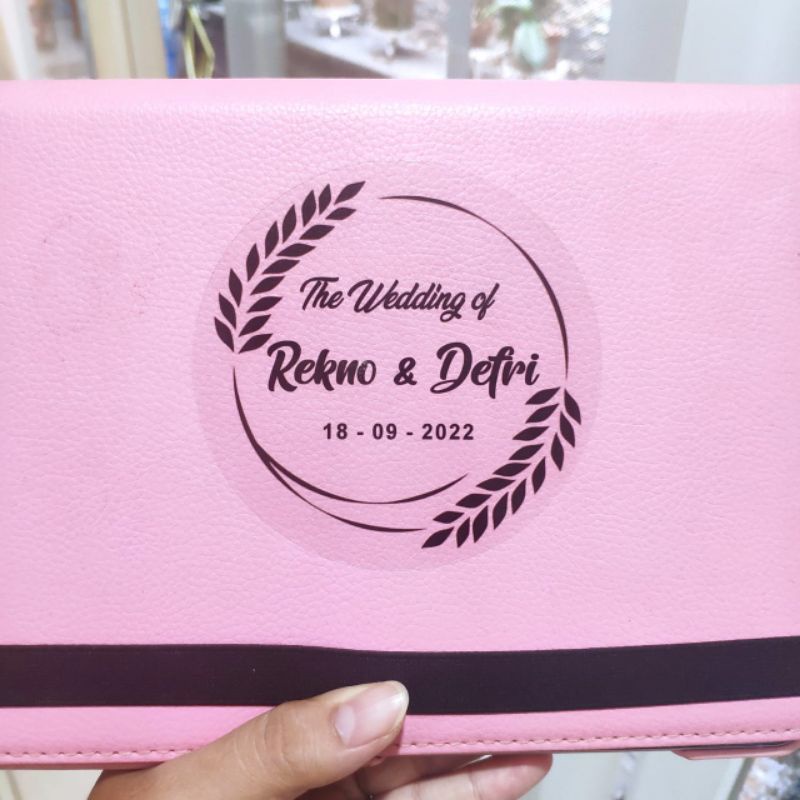 The Wedding of
Rekno & Defri
18 - 09 - 2022